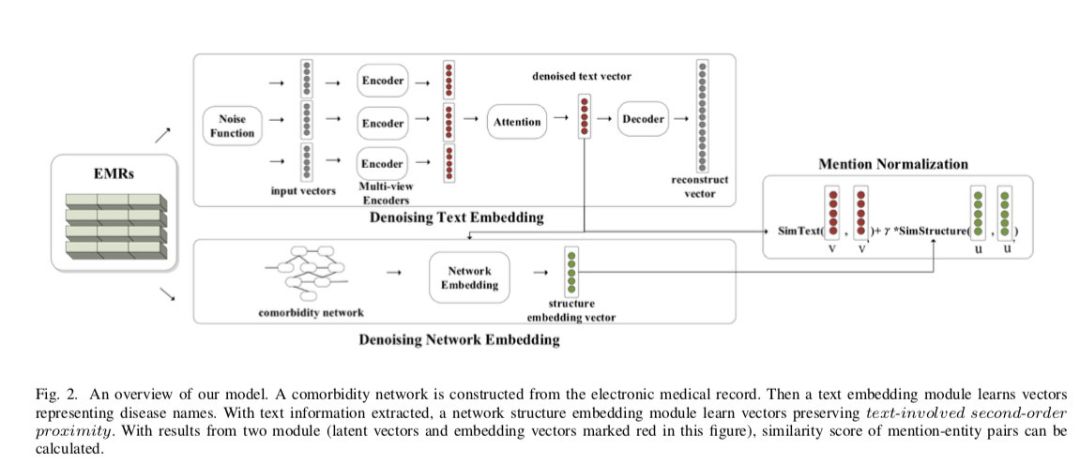 EMRs
Noise
Function
input vectors
Encoder
Encoder
Encoder
Multi-view
Encoders
Attention
denoised text vector
Decoder
reconstruct
vector
Denoising Text Embedding
comorbidity network
Network
Embedding
structure
embedding vector
Denoising Network Embedding
Mention Normalization
SimText( , )+ γ *SimStructure( , )
v v' u u'
Fig. 2. An overview of our model. A comorbidity network is constructed from the electronic medical record. Then a text embedding module learns vectors
representing disease names. With text information extracted, a network structure embedding module learn vectors preserving text-involved second-order
proximity. With results from two module (latent vectors and embedding vectors marked red in this figure), similarity score of mention-entity pairs can be
calculated.